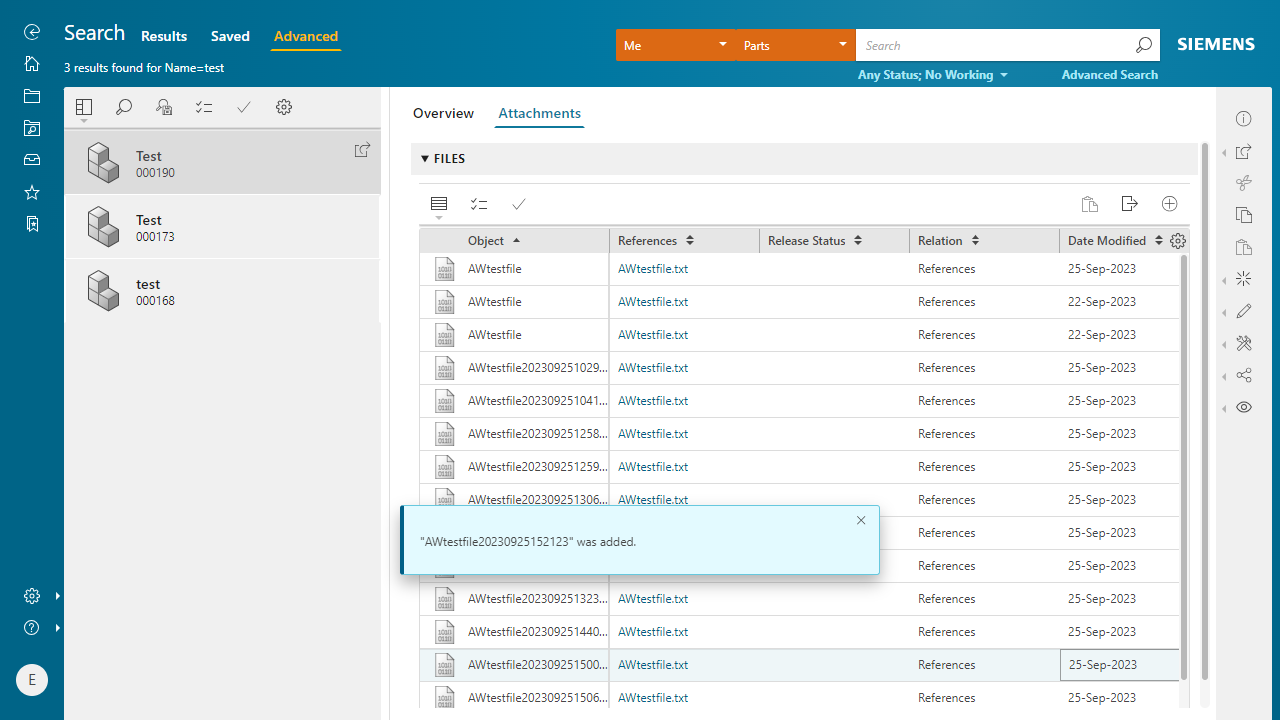 Search Results Saved Advanced
3 results found for Name=test
Me Parts Search
SIEMENS
Any Status; No Working Advanced Search
Test
000190
Test
000173
test
000168
E
Overview Attachments
FILES
Object References Release Status Relation Date Modified
AWtestfile AWtestfile.txt References 25-Sep-2023
AWtestfile AWtestfile.txt References 22-Sep-2023
AWtestfile AWtestfile.txt References 22-Sep-2023
AWtestfile202309251029... AWtestfile.txt References 25-Sep-2023
AWtestfile202309251041... AWtestfile.txt References 25-Sep-2023
AWtestfile202309251258... AWtestfile.txt References 25-Sep-2023
AWtestfile202309251259... AWtestfile.txt References 25-Sep-2023
AWtestfile202309251306... AWtestfile.txt References 25-Sep-2023
References 25-Sep-2023
"AWtestfile20230925152123" was added.
References 25-Sep-2023
AWtestfile202309251323... AWtestfile.txt References 25-Sep-2023
AWtestfile202309251440... AWtestfile.txt References 25-Sep-2023
AWtestfile202309251500... AWtestfile.txt References 25-Sep-2023
AWtestfile202309251506... AWtestfile.txt References 25-Sep-2023